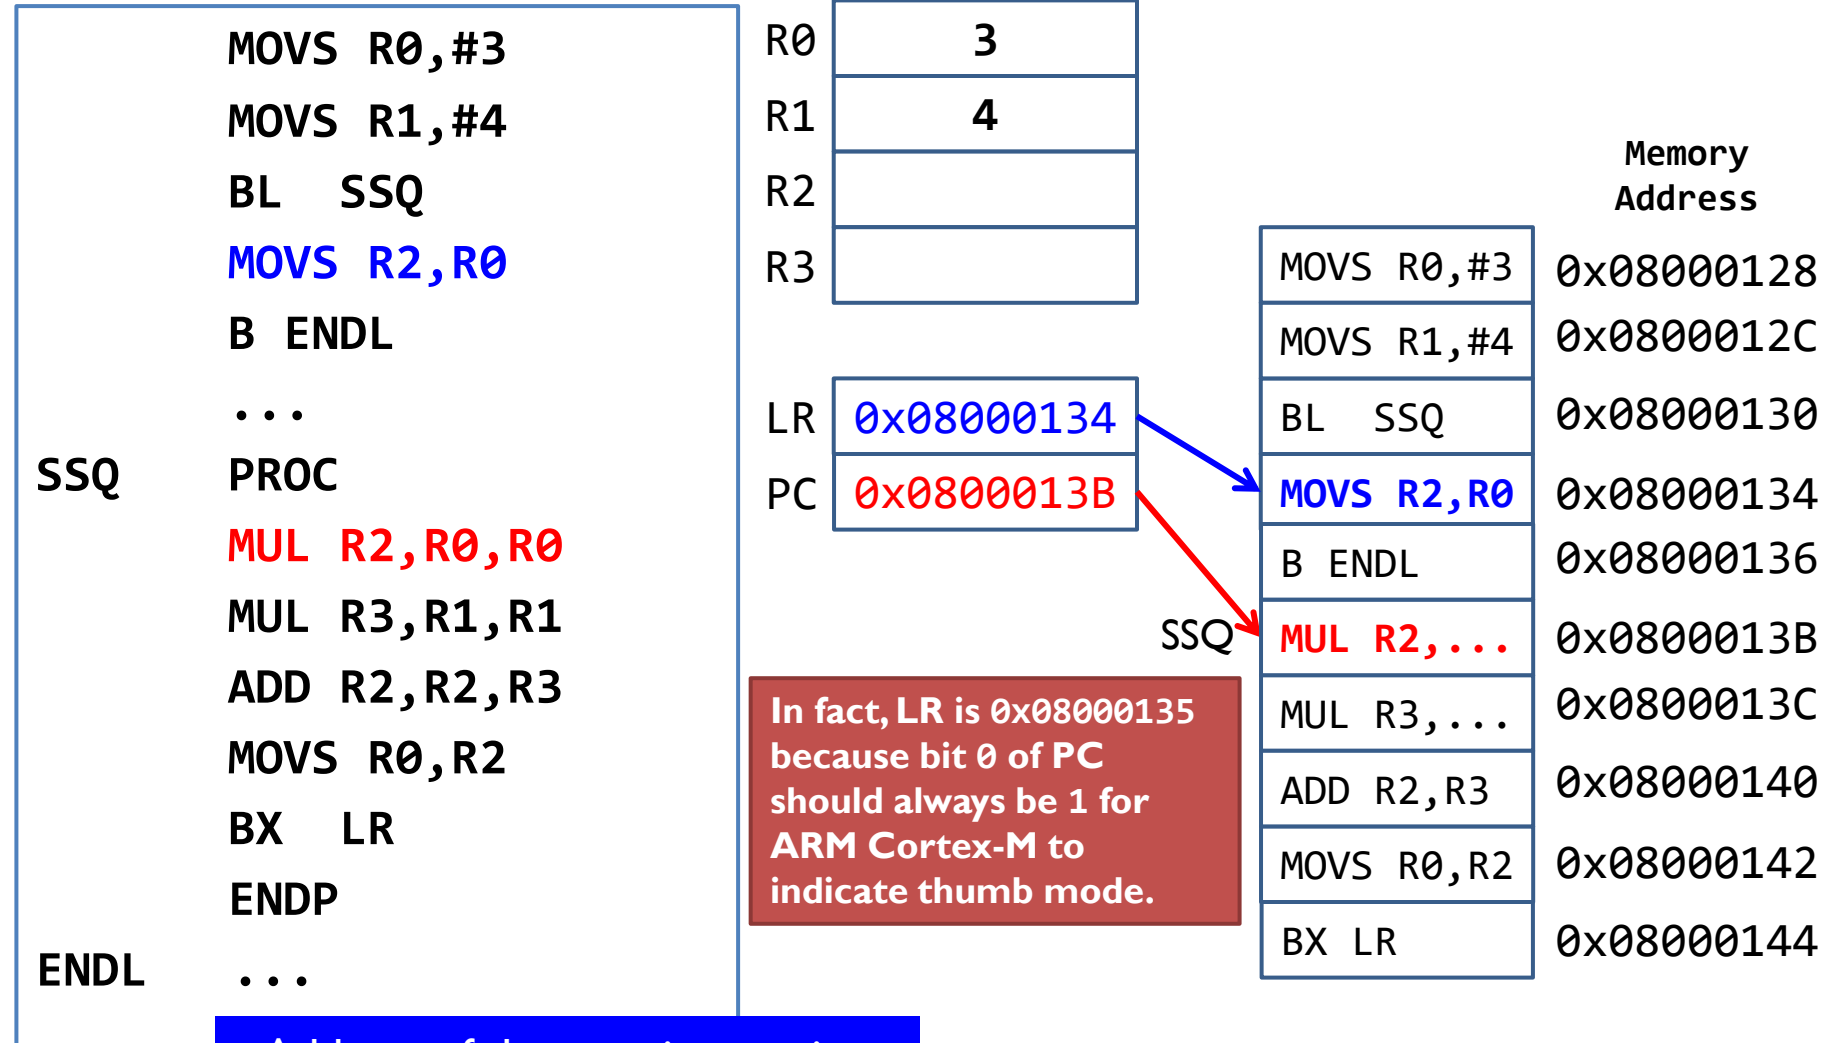 MOVS R0,#3
MOVS R1,#4
BL SSQ
MOVS R2,R0
B ENDL
...
SSQ PROC
MUL R2,R0,R0
MUL R3,R1,R1
ADD R2,R2,R3
MOVS R0,R2
BX LR
ENDP
ENDL ...
R0 3
R1 4
R2
R3
LR 0x08000134
PC 0x0800013B
In fact, LR is 0x08000135
because bit 0 of PC
should always be 1 for
ARM Cortex-M to
indicate thumb mode.
Memory
Address
MOVS R0,#3 0x08000128
MOVS R1,#4 0x0800012C
BL SSQ 0x08000130
MOVS R2,R0 0x08000134
B ENDL 0x08000136
SSQ MUL R2,... 0x0800013B
MUL R3,... 0x0800013C
ADD R2,R3 0x08000140
MOVS R0,R2 0x08000142
BX LR 0x08000144